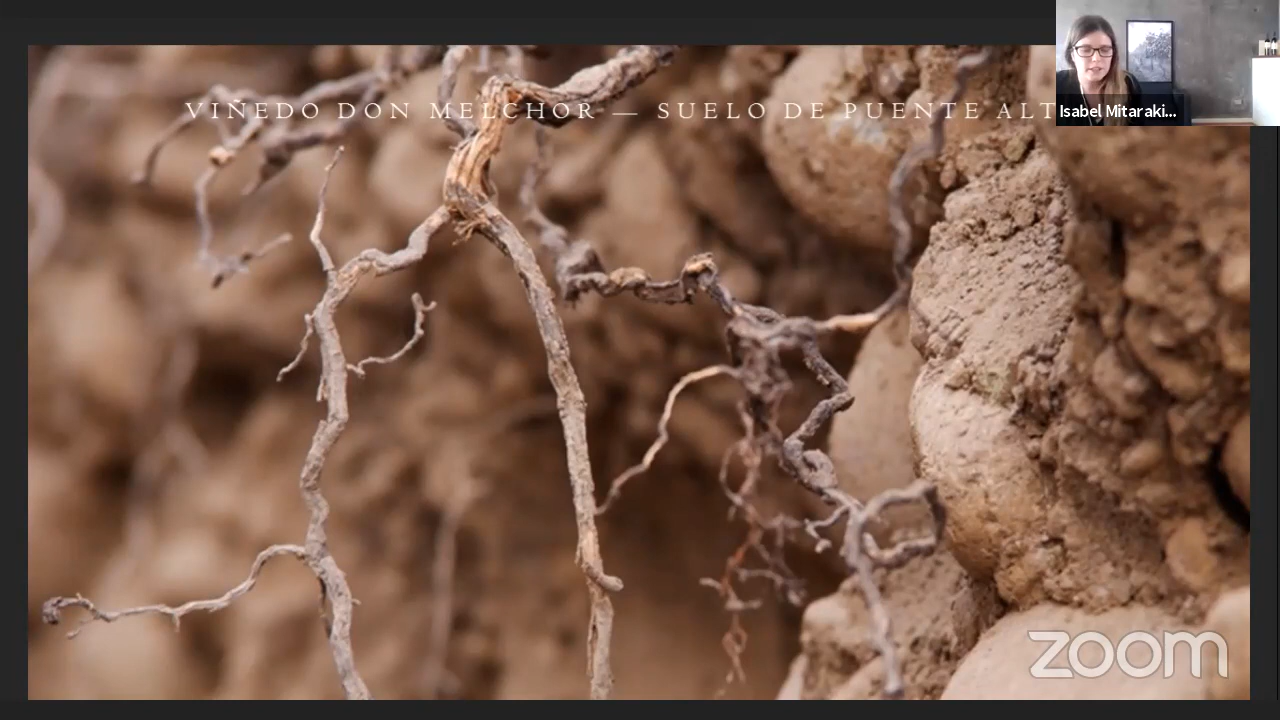 VIÑEDO DON MELCHOR — SUELO DE PUENTE ALT
Isabel Mitaraki...
zoom